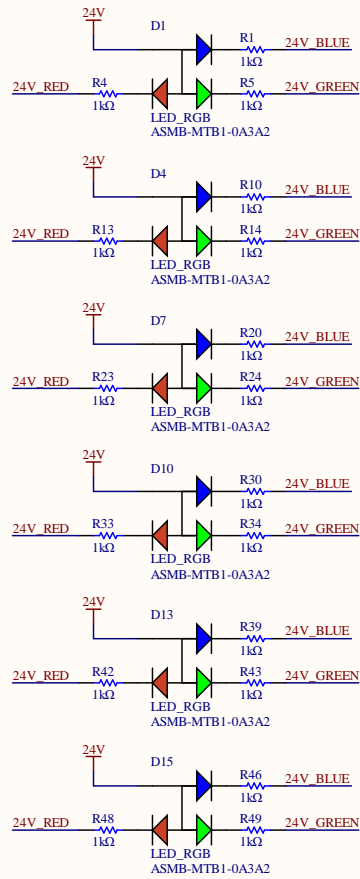 24V D1 R1 24V_BLUE
1kΩ
24V_RED R4 R5 24V_GREEN
1kΩ 1kΩ
LED_RGB
ASMB-MTB1-0A3A2
24V D4 R10 24V_BLUE
1kΩ
24V_RED R13 R14 24V_GREEN
1kΩ 1kΩ
LED_RGB
ASMB-MTB1-0A3A2
24V D7 R20 24V_BLUE
1kΩ
24V_RED R23 R24 24V_GREEN
1kΩ 1kΩ
LED_RGB
ASMB-MTB1-0A3A2
24V D10 R30 24V_BLUE
1kΩ
24V_RED R33 R34 24V_GREEN
1kΩ 1kΩ
LED_RGB
ASMB-MTB1-0A3A2
24V D13 R39 24V_BLUE
1kΩ
24V_RED R42 R43 24V_GREEN
1kΩ 1kΩ
LED_RGB
ASMB-MTB1-0A3A2
24V D15 R46 24V_BLUE
1kΩ
24V_RED R48 R49 24V_GREEN
1kΩ 1kΩ
LED_RGB
ASMB-MTB1-0A3A2